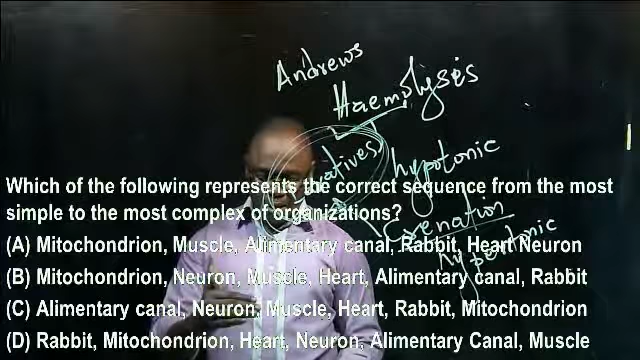 Andrews
Haemolysis
hypotonic
Crenation
hypertonic
Which of the following represents the correct sequence from the most
simple to the most complex of organizations?
(A) Mitochondrion, Muscle, Alimentary canal, Rabbit, Heart Neuron
(B) Mitochondrion, Neuron, Muscle, Heart, Alimentary canal, Rabbit
(C) Alimentary canal, Neuron, Muscle, Heart, Rabbit, Mitochondrion
(D) Rabbit, Mitochondrion, Heart, Neuron, Alimentary Canal, Muscle